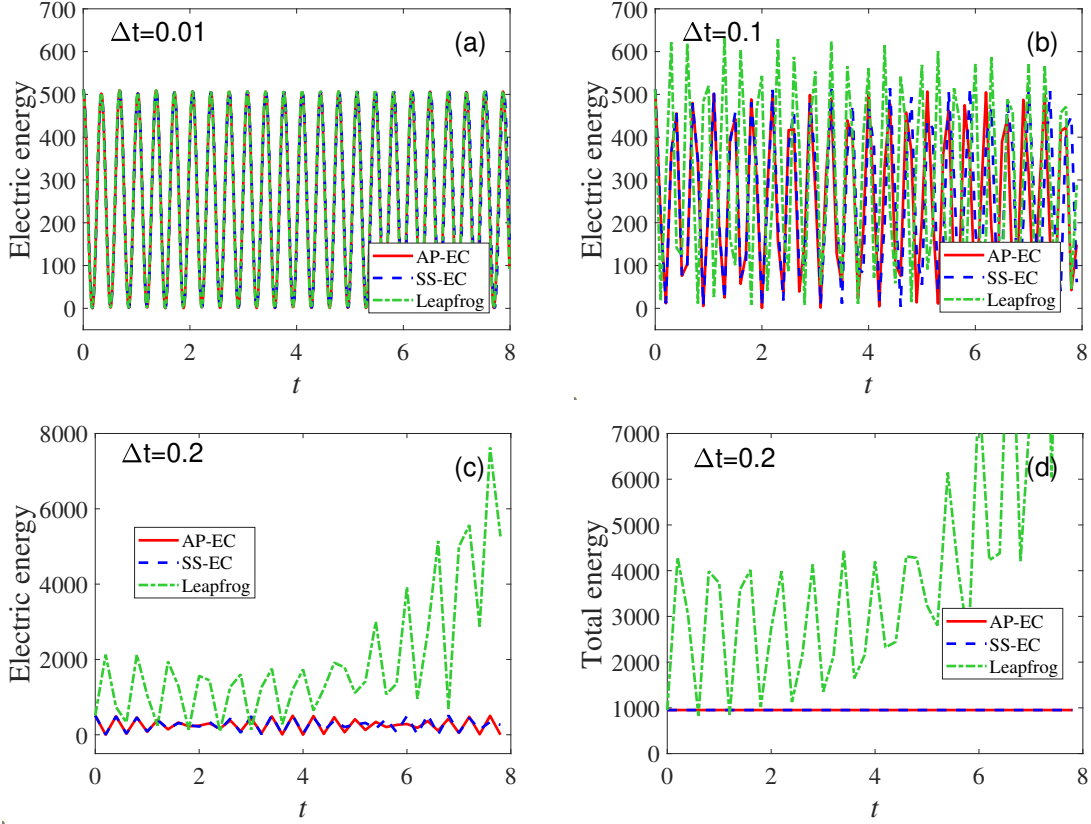 Δt=0.01
(a)
Electric energy
700
600
500
400
300
200
100
0
AP-EC
SS-EC
Leapfrog
0
2
4
6
8
t
Δt=0.1
(b)
Electric energy
700
600
500
400
300
200
100
0
AP-EC
SS-EC
Leapfrog
0
2
4
6
8
t
Δt=0.2
(c)
Electric energy
8000
6000
4000
2000
0
AP-EC
SS-EC
Leapfrog
0
2
4
6
8
t
Δt=0.2
(d)
Total energy
7000
6000
5000
4000
3000
2000
1000
0
AP-EC
SS-EC
Leapfrog
0
2
4
6
8
t